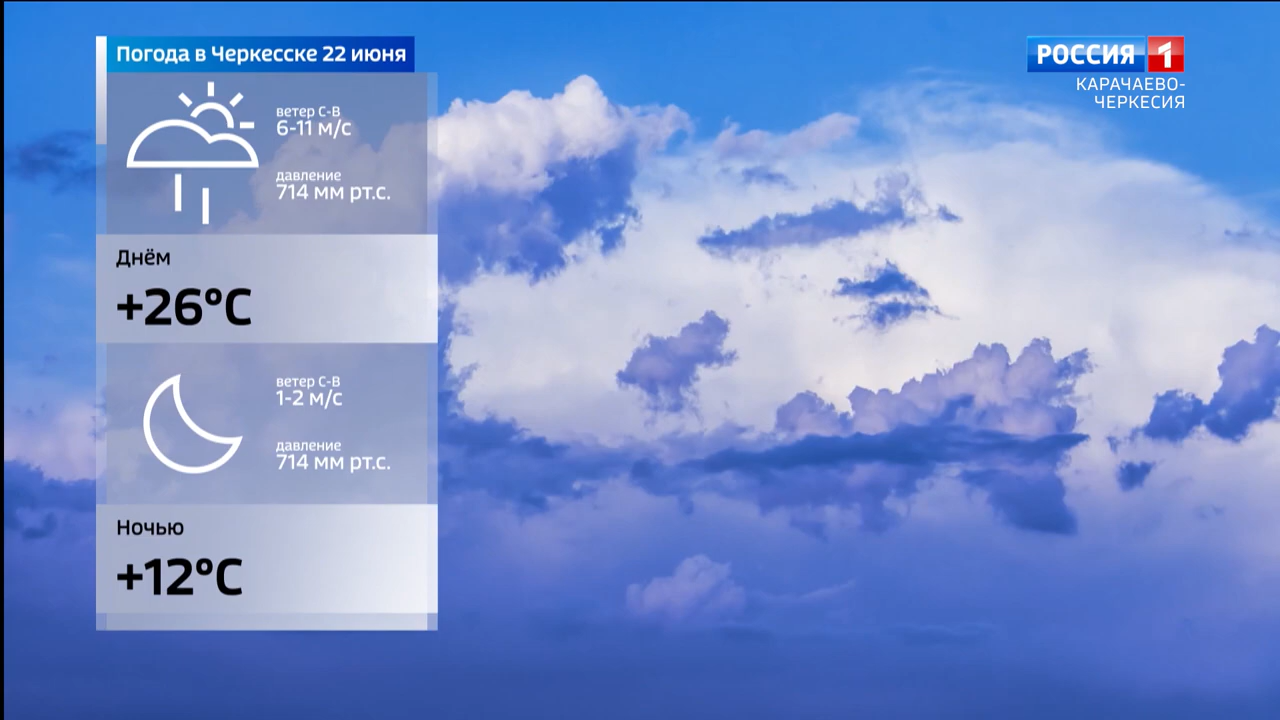 Погода в Черкесске 22 июня
РОССИЯ 1
КАРАЧАЕВО-
ЧЕРКЕСИЯ
ветер С-В
6-11 м/с
давление
714 мм рт.с.
Днём
+26°C
ветер С-В
1-2 м/с
давление
714 мм рт.с.
Ночью
+12°C